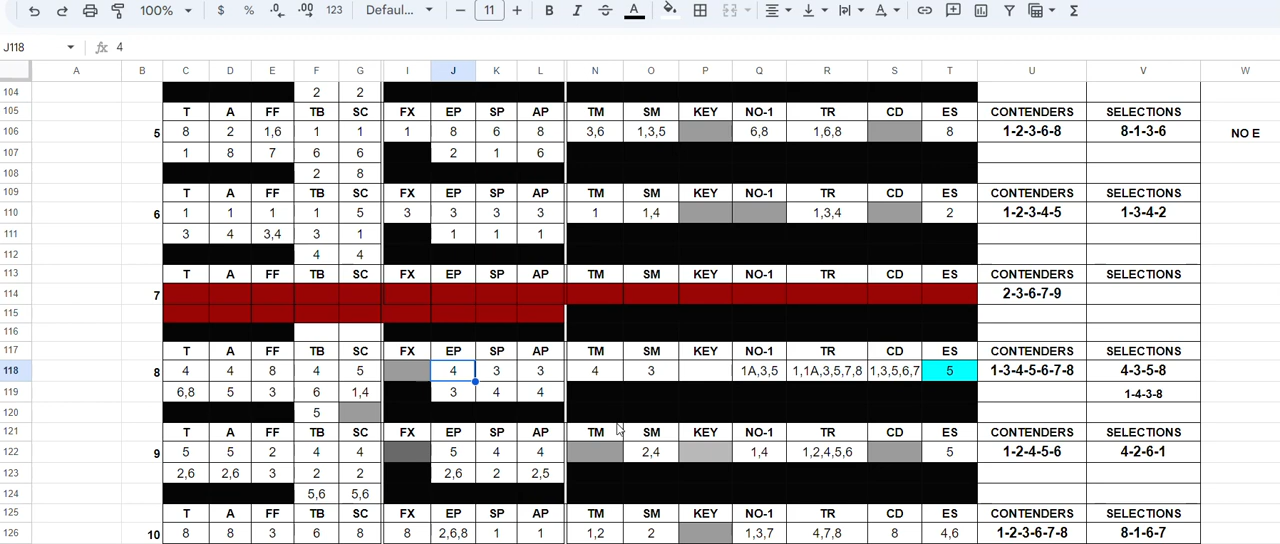 100% $ % .0 .00 123 Defaul... 11 B I A Σ
J118 fx 4
A B C D E F G I J K L N O P Q R S T U V W
104 2 2
105 T A FF TB SC FX EP SP AP TM SM KEY NO-1 TR CD ES CONTENDERS SELECTIONS
106 5 8 2 1,6 1 1 1 8 6 8 3,6 1,3,5 6,8 1,6,8 8 1-2-3-6-8 8-1-3-6 NO E
107 1 8 7 6 6 2 1 6
108 2 8
109 T A FF TB SC FX EP SP AP TM SM KEY NO-1 TR CD ES CONTENDERS SELECTIONS
110 6 1 1 1 1 5 3 3 3 3 1 1,4 1,3,4 2 1-2-3-4-5 1-3-4-2
111 3 4 3,4 3 1 1 1 1
112 4 4
113 T A FF TB SC FX EP SP AP TM SM KEY NO-1 TR CD ES CONTENDERS SELECTIONS
114 7 2-3-6-7-9
115
116
117 T A FF TB SC FX EP SP AP TM SM KEY NO-1 TR CD ES CONTENDERS SELECTIONS
118 8 4 4 8 4 5 4 3 3 4 3 1A,3,5 1,1A,3,5,7,8 1,3,5,6,7 5 1-3-4-5-6-7-8 4-3-5-8
119 6,8 5 3 6 1,4 3 4 4 1-4-3-8
120 5
121 T A FF TB SC FX EP SP AP TM SM KEY NO-1 TR CD ES CONTENDERS SELECTIONS
122 9 5 5 2 4 4 5 4 4 2,4 1,4 1,2,4,5,6 5 1-2-4-5-6 4-2-6-1
123 2,6 2,6 3 2 2 2,6 2 2,5
124 5,6 5,6
125 T A FF TB SC FX EP SP AP TM SM KEY NO-1 TR CD ES CONTENDERS SELECTIONS
126 10 8 8 3 6 8 8 2,6,8 1 1 1,2 2 1,3,7 4,7,8 8 4,6 1-2-3-6-7-8 8-1-6-7